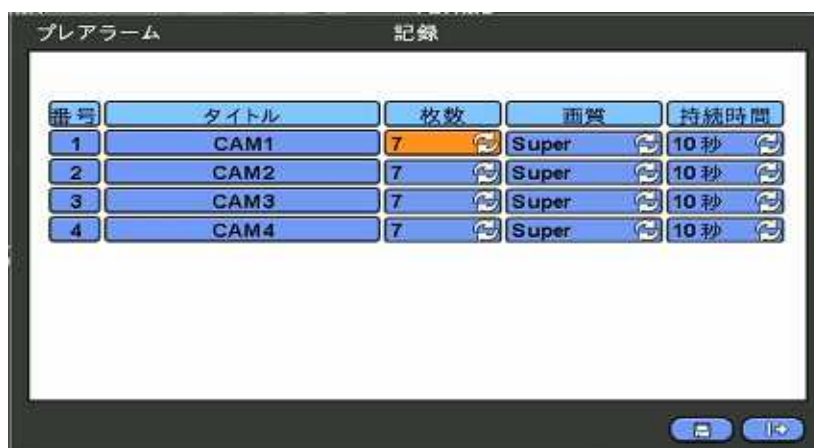 プレアラーム 記録
番号 タイトル 枚数 画質 持続時間
1 CAM1 7 Super 10 秒
2 CAM2 7 Super 10 秒
3 CAM3 7 Super 10 秒
4 CAM4 7 Super 10 秒